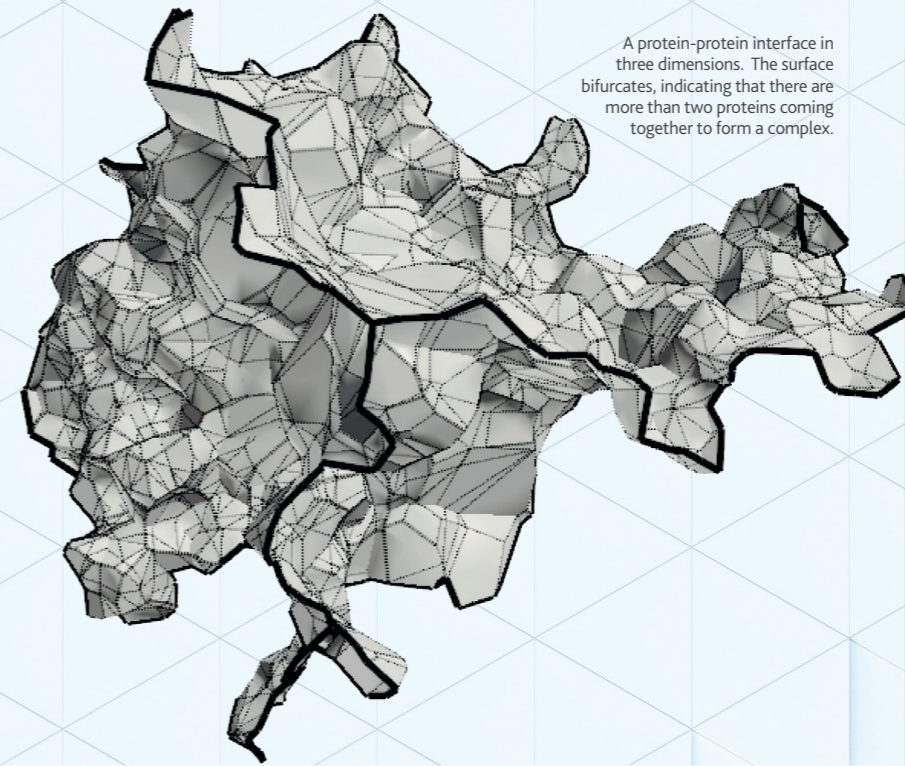 A protein-protein interface in
three dimensions. The surface
bifurcates, indicating that there are
more than two proteins coming
together to form a complex.